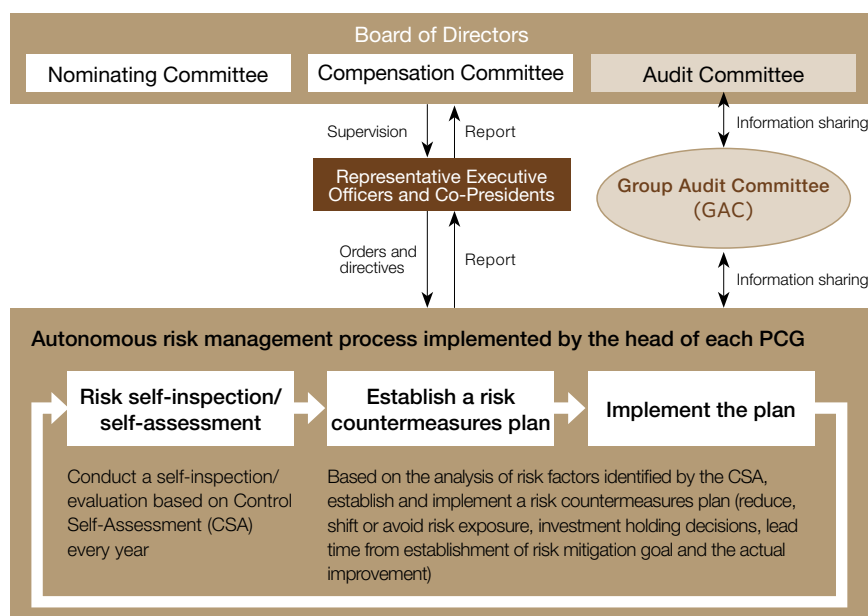 Board of Directors
Nominating Committee
Compensation Committee
Audit Committee
Supervision
Report
Information sharing
Representative Executive
Officers and Co-Presidents
Group Audit Committee
(GAC)
Orders and
directives
Report
Information sharing
Autonomous risk management process implemented by the head of each PCG
Risk self-inspection/
self-assessment
Establish a risk
countermeasures plan
Implement the plan
Conduct a self-inspection/
evaluation based on Control
Self-Assessment (CSA)
every year
Based on the analysis of risk factors identified by the CSA,
establish and implement a risk countermeasures plan (reduce,
shift or avoid risk exposure, investment holding decisions, lead
time from establishment of risk mitigation goal and the actual
improvement)